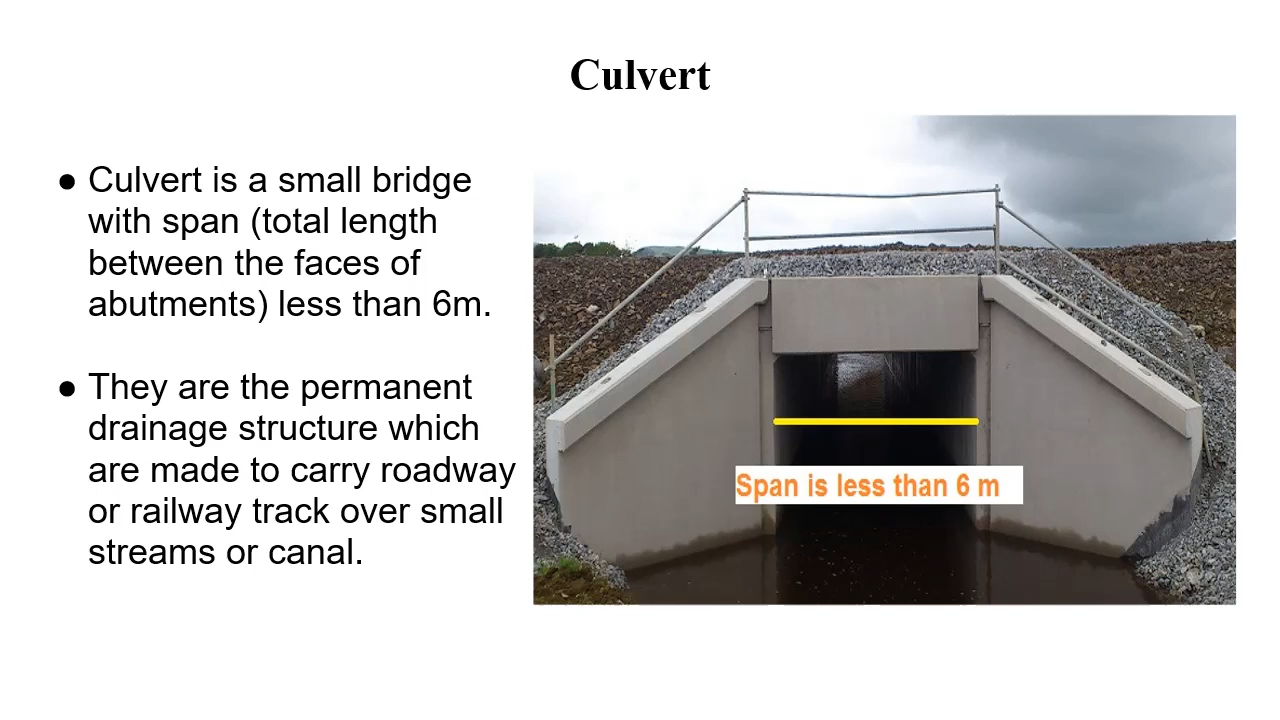 Culvert
● Culvert is a small bridge
with span (total length
between the faces of
abutments) less than 6m.
● They are the permanent
drainage structure which
are made to carry roadway
or railway track over small
streams or canal.
Span is less than 6 m